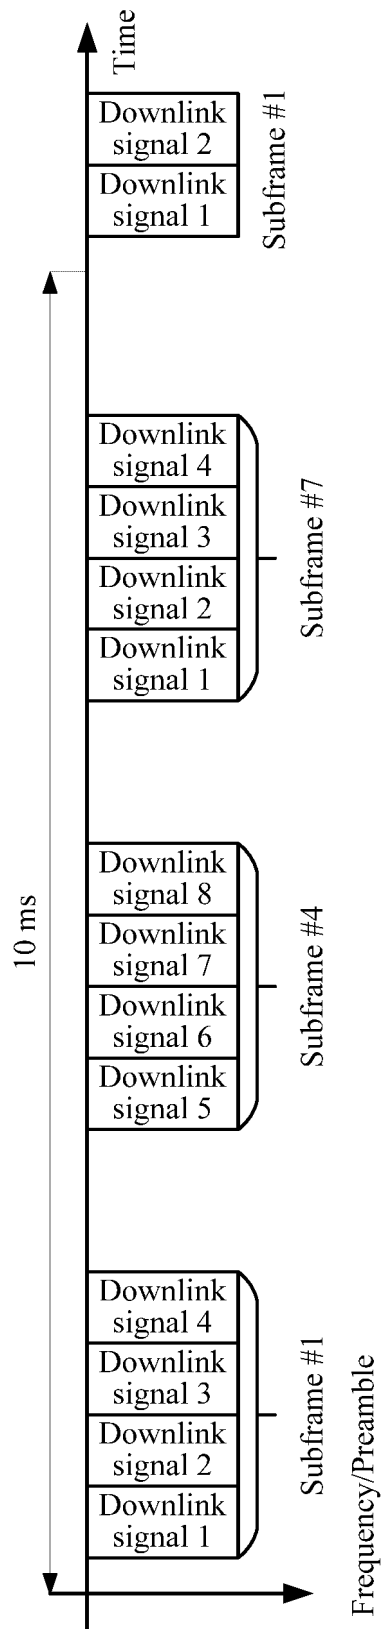 Time
Downlink
signal 2
Downlink
signal 1
Subframe #1
Downlink
signal 4
Downlink
signal 3
Downlink
signal 2
Downlink
signal 1
Subframe #7
10 ms
Downlink
signal 8
Downlink
signal 7
Downlink
signal 6
Downlink
signal 5
Subframe #4
Downlink
signal 4
Downlink
signal 3
Downlink
signal 2
Downlink
signal 1
Subframe #1
Frequency/Preamble